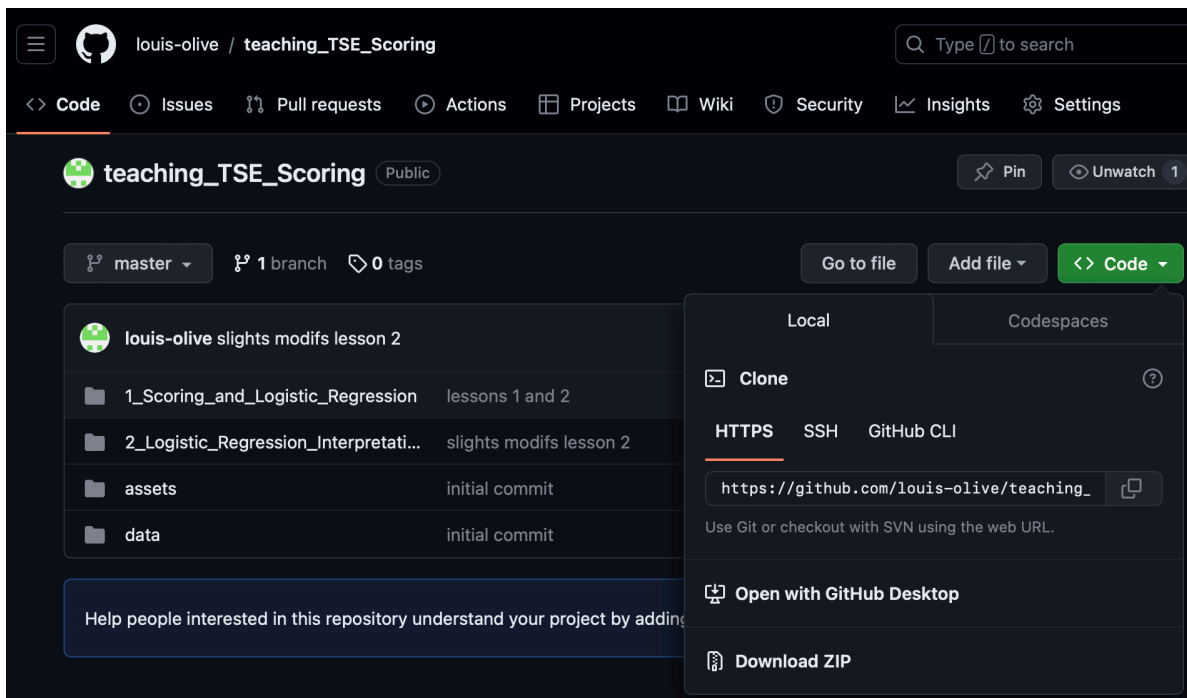 louis-olive / teaching_TSE_Scoring
Type / to search
Code Issues Pull requests Actions Projects Wiki Security Insights Settings
teaching_TSE_Scoring Public
Pin Unwatch 1
master 1 branch 0 tags
Go to file Add file Code
louis-olive slights modifs lesson 2
1_Scoring_and_Logistic_Regression lessons 1 and 2
2_Logistic_Regression_Interpretati... slights modifs lesson 2
assets initial commit
data initial commit
Help people interested in this repository understand your project by adding
Local Codespaces
Clone
HTTPS SSH GitHub CLI
https://github.com/louis-olive/teaching_
Use Git or checkout with SVN using the web URL.
Open with GitHub Desktop
Download ZIP